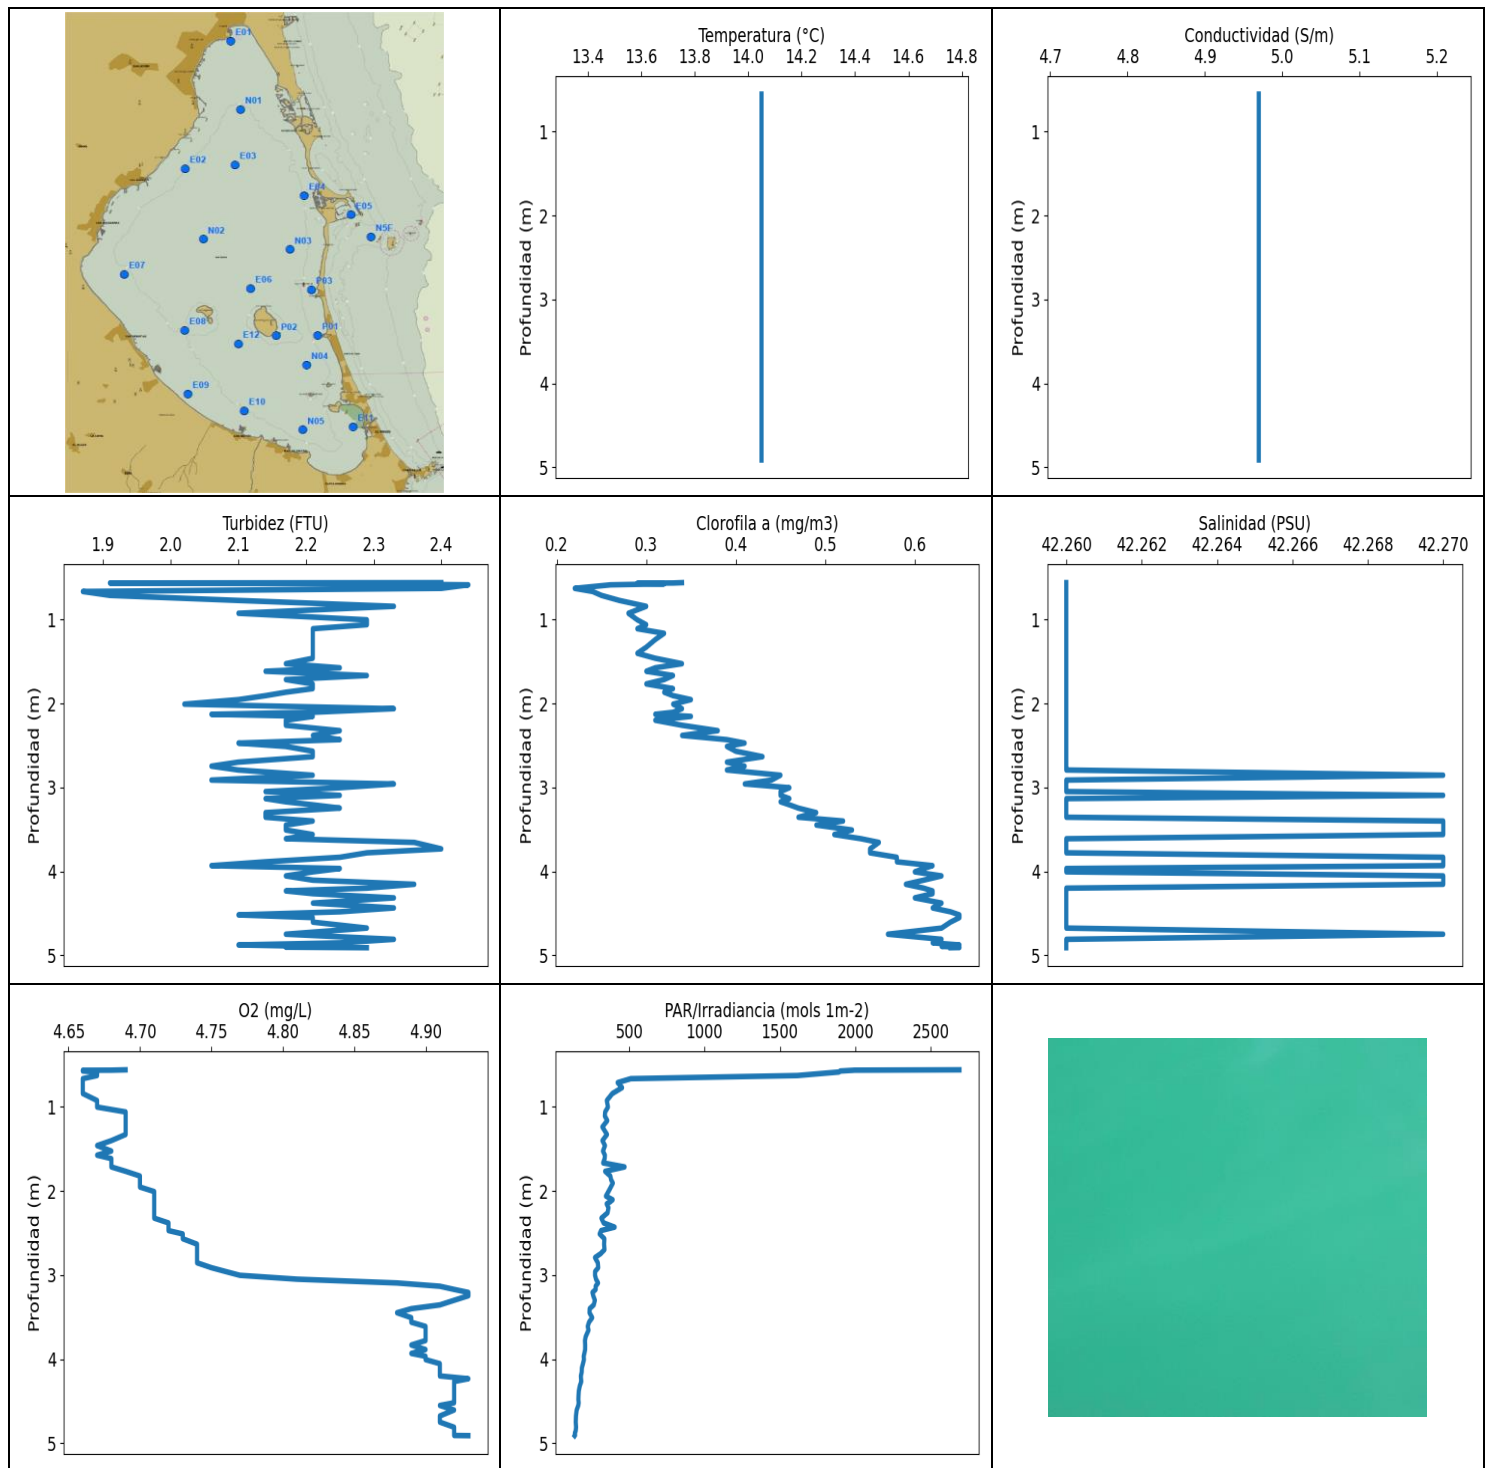 E01
N01
E02
E03
E04
E05
N02
N5F
N03
E07
E06
P03
E08
P02
P01
E12
N04
E09
E10
N05
E11
Temperatura (°C)
13.4 13.6 13.8 14.0 14.2 14.4 14.6 14.8
Profundidad (m)
1
2
3
4
5
Conductividad (S/m)
4.7 4.8 4.9 5.0 5.1 5.2
Profundidad (m)
1
2
3
4
5
Turbidez (FTU)
1.9 2.0 2.1 2.2 2.3 2.4
Profundidad (m)
1
2
3
4
5
Clorofila a (mg/m3)
0.2 0.3 0.4 0.5 0.6
Profundidad (m)
1
2
3
4
5
Salinidad (PSU)
42.260 42.262 42.264 42.266 42.268 42.270
Profundidad (m)
1
2
3
4
5
O2 (mg/L)
4.65 4.70 4.75 4.80 4.85 4.90
Profundidad (m)
1
2
3
4
5
PAR/Irradiancia (mols 1m-2)
500 1000 1500 2000 2500
Profundidad (m)
1
2
3
4
5